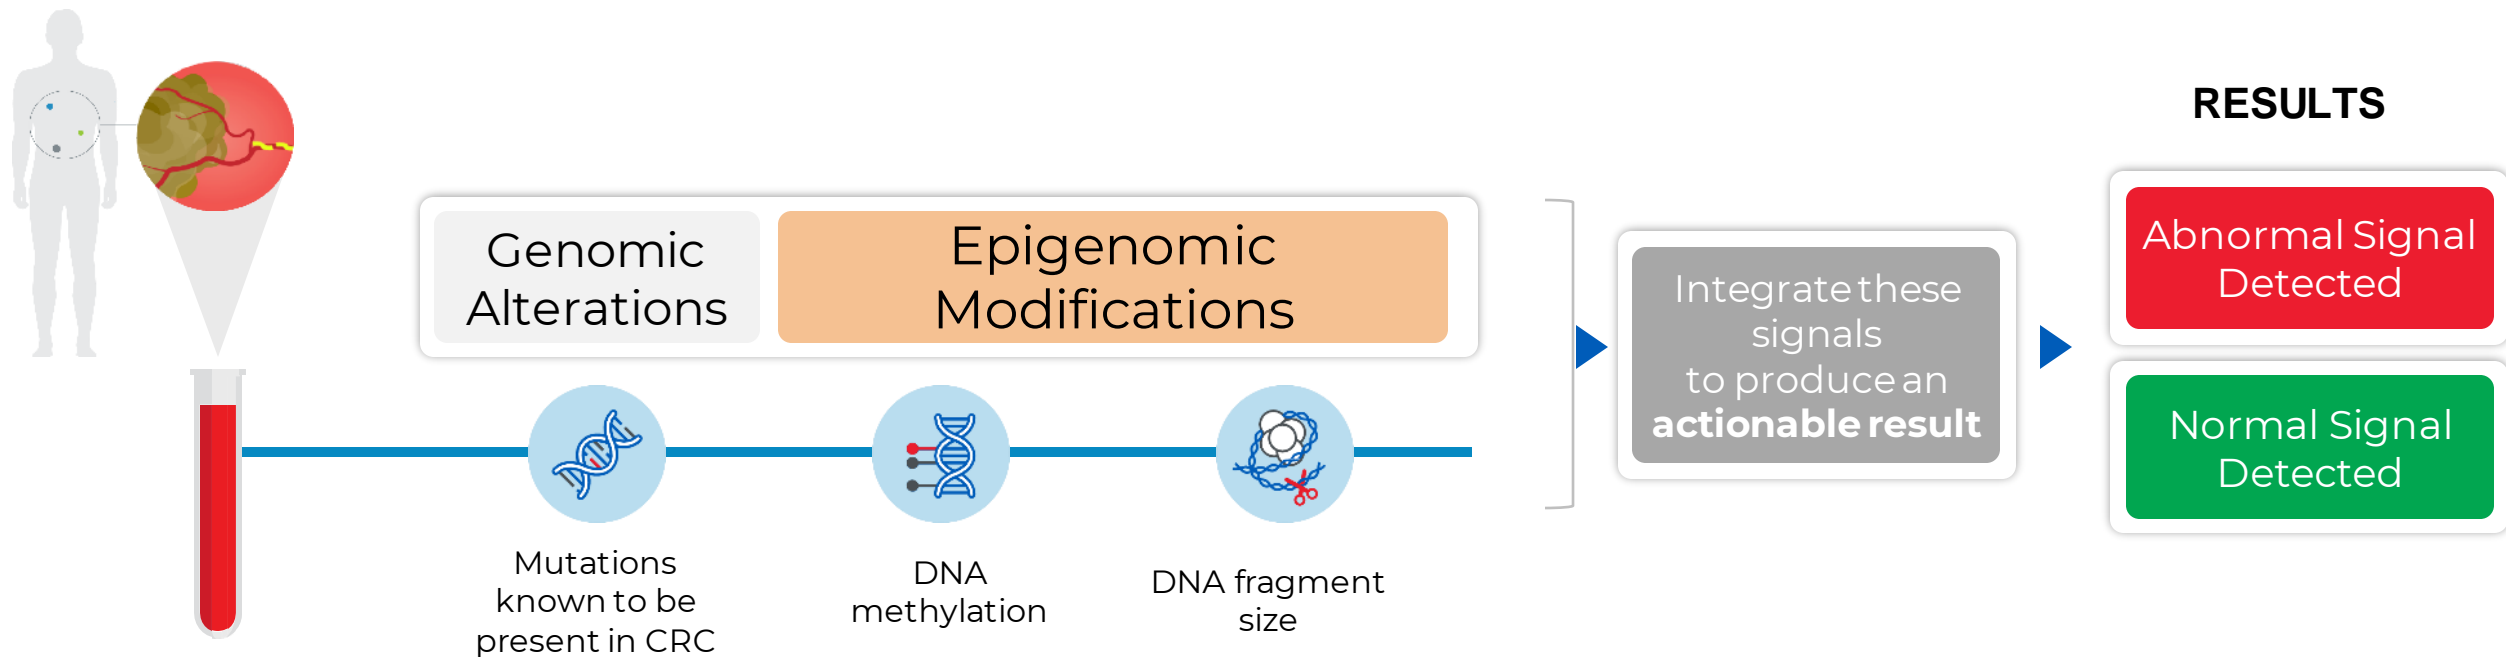 RESULTS
Genomic
Alterations
Epigenomic
Modifications
Mutations
known to be
present in CRC
DNA
methylation
DNA fragment
size
Integrate these
signals
to produce an
actionable result
Abnormal Signal
Detected
Normal Signal
Detected